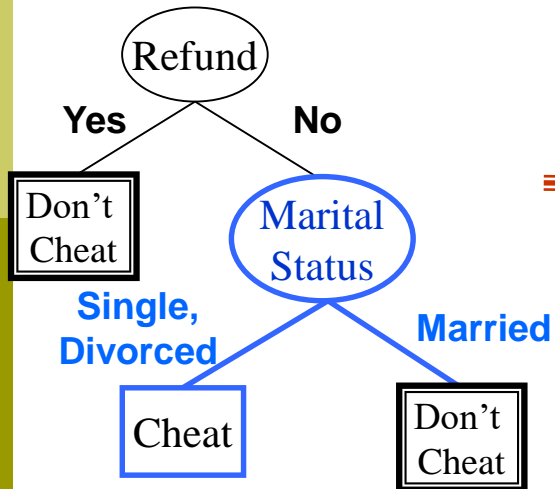 Refund
Yes
No
Don’t
Cheat
Marital
Status
Single,
Divorced
Married
Cheat
Don’t
Cheat